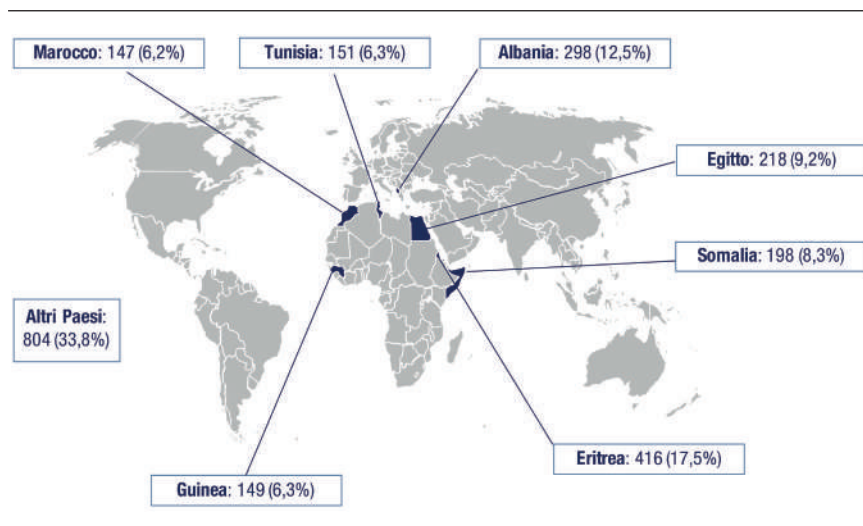 Marocco: 147 (6,2%)
Tunisia: 151 (6,3%)
Albania: 298 (12,5%)
Egitto: 218 (9,2%)
Somalia: 198 (8,3%)
Altri Paesi:
804 (33,8%)
Eritrea: 416 (17,5%)
Guinea: 149 (6,3%)